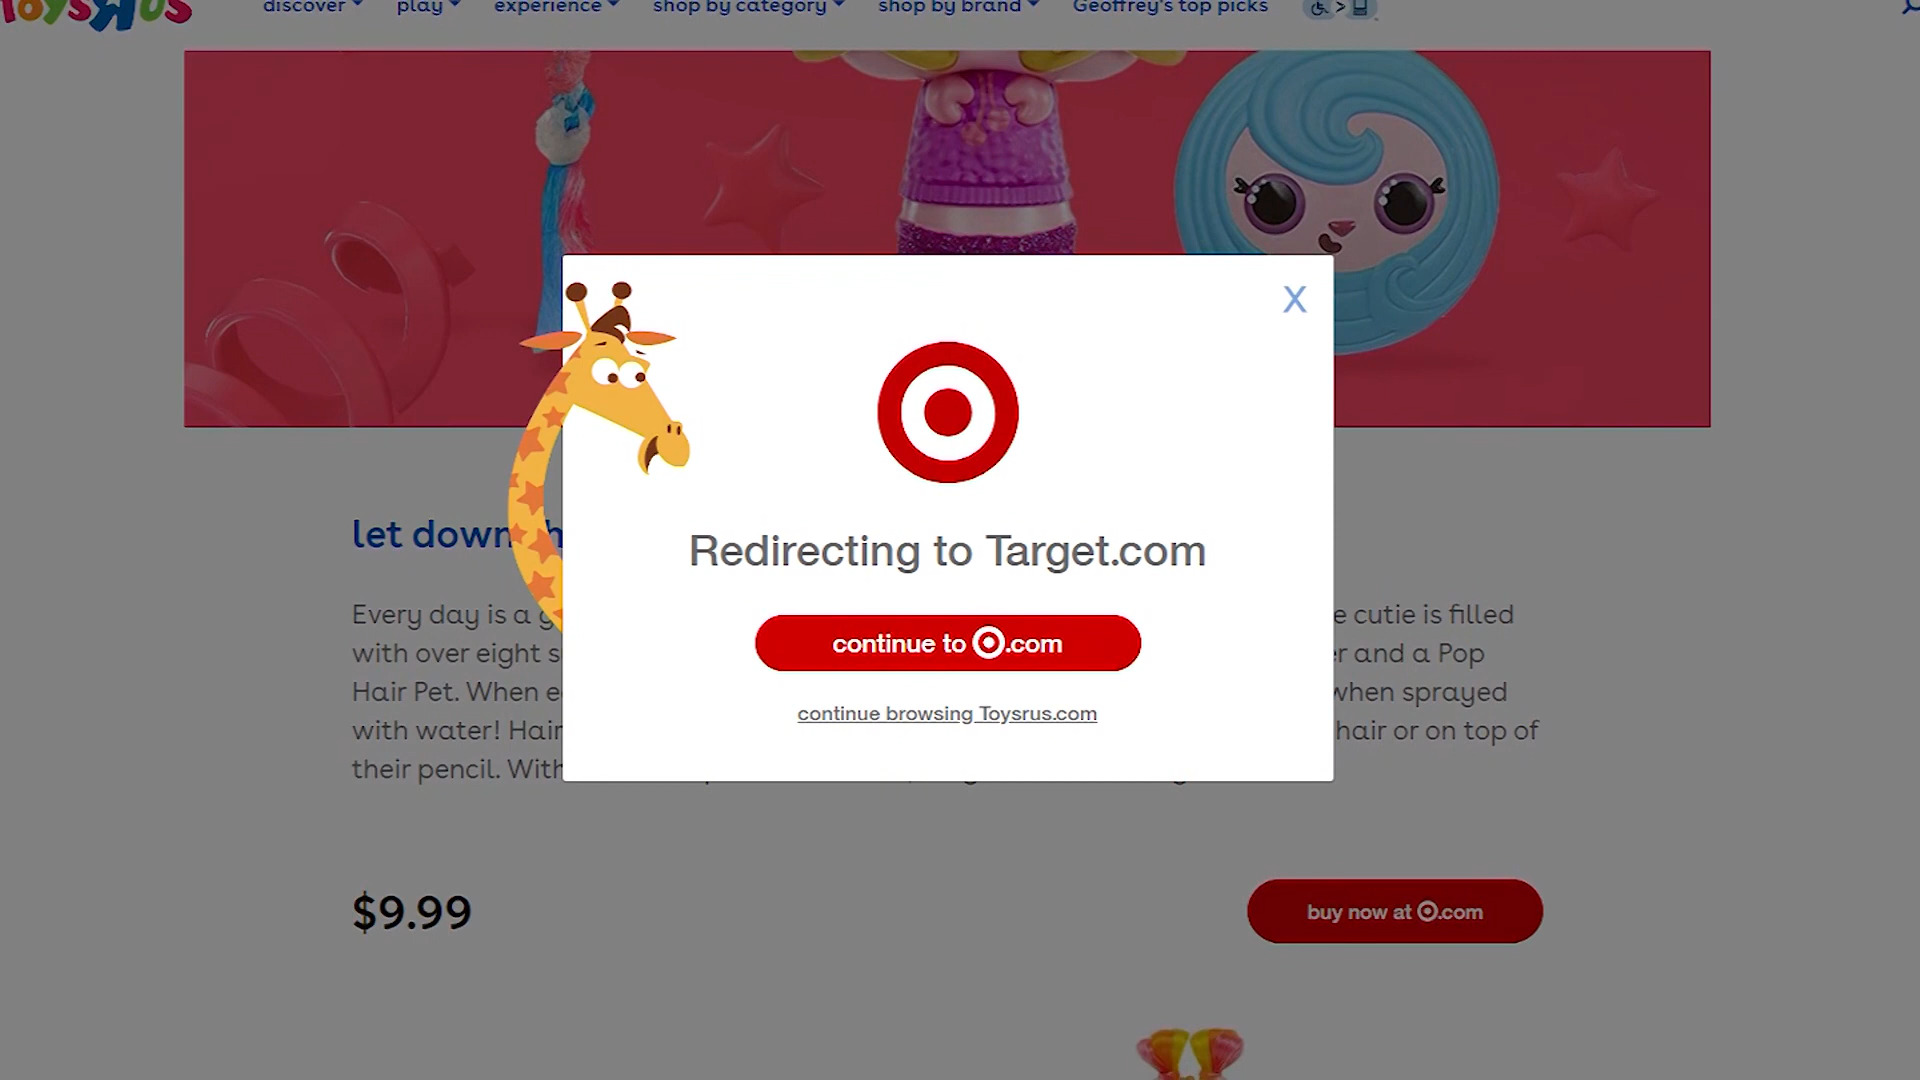 TOYSRUS
discover play experience shop by category shop by brand Geoffrey's top picks
X
Redirecting to Target.com
continue to .com
continue browsing Toysrus.com
let down h
Every day is a g e cutie is filled
with over eight s r and a Pop
Hair Pet. When e when sprayed
with water! Hair hair or on top of
their pencil. With
$9.99
buy now at .com